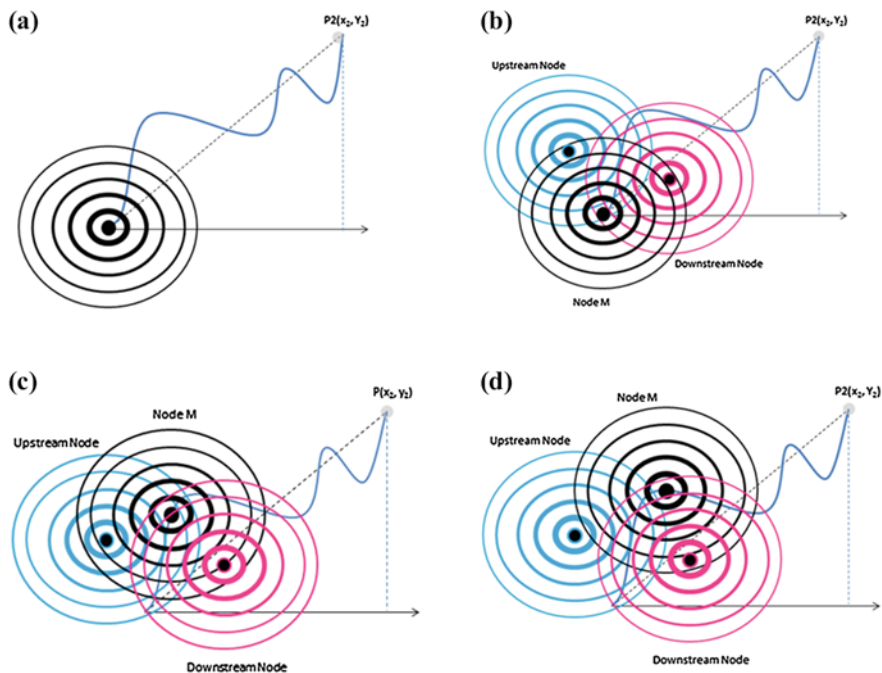 (a)
P2(x₂, Y₂)
(b)
P2(x₂, Y₂)
Upstream Node
Downstream Node
Node M
(c)
P(x₂, y₂)
Node M
Upstream Node
Downstream Node
(d)
P2(x₂, Y₂)
Node M
Upstream Node
Downstream Node